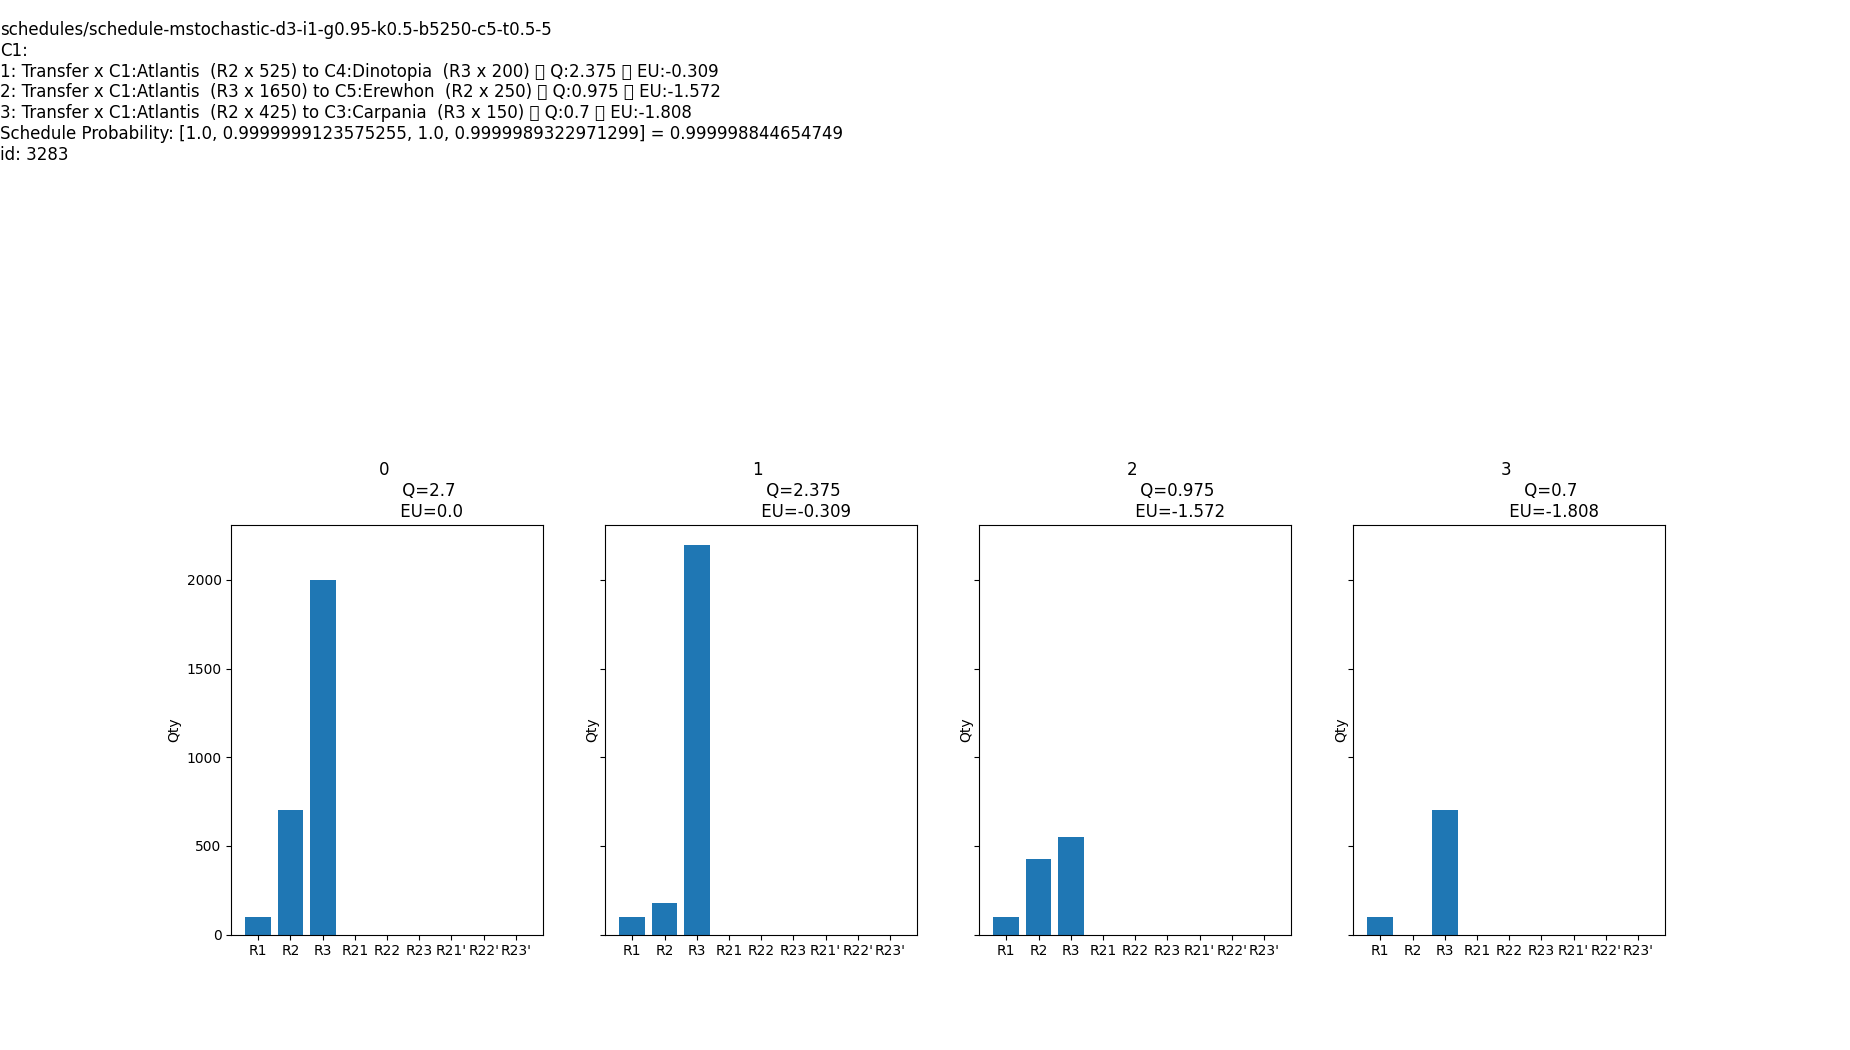 schedules/schedule-mstochastic-d3-i1-g0.95-k0.5-b5250-c5-t0.5-5
C1:
1: Transfer x C1:Atlantis  (R2 x 525) to C4:Dinotopia  (R3 x 200) ▯ Q:2.375 ▯ EU:-0.309
2: Transfer x C1:Atlantis  (R3 x 1650) to C5:Erewhon  (R2 x 250) ▯ Q:0.975 ▯ EU:-1.572
3: Transfer x C1:Atlantis  (R2 x 425) to C3:Carpania  (R3 x 150) ▯ Q:0.7 ▯ EU:-1.808
Schedule Probability: [1.0, 0.9999999123575255, 1.0, 0.9999989322971299] = 0.999998844654749
id: 3283
0
Q=2.7
EU=0.0
Qty
2000
1500
1000
500
0
R1 R2 R3 R21 R22 R23 R21' R22' R23'
1
Q=2.375
EU=-0.309
Qty
R1 R2 R3 R21 R22 R23 R21' R22' R23'
2
Q=0.975
EU=-1.572
Qty
R1 R2 R3 R21 R22 R23 R21' R22' R23'
3
Q=0.7
EU=-1.808
Qty
R1 R2 R3 R21 R22 R23 R21' R22' R23'